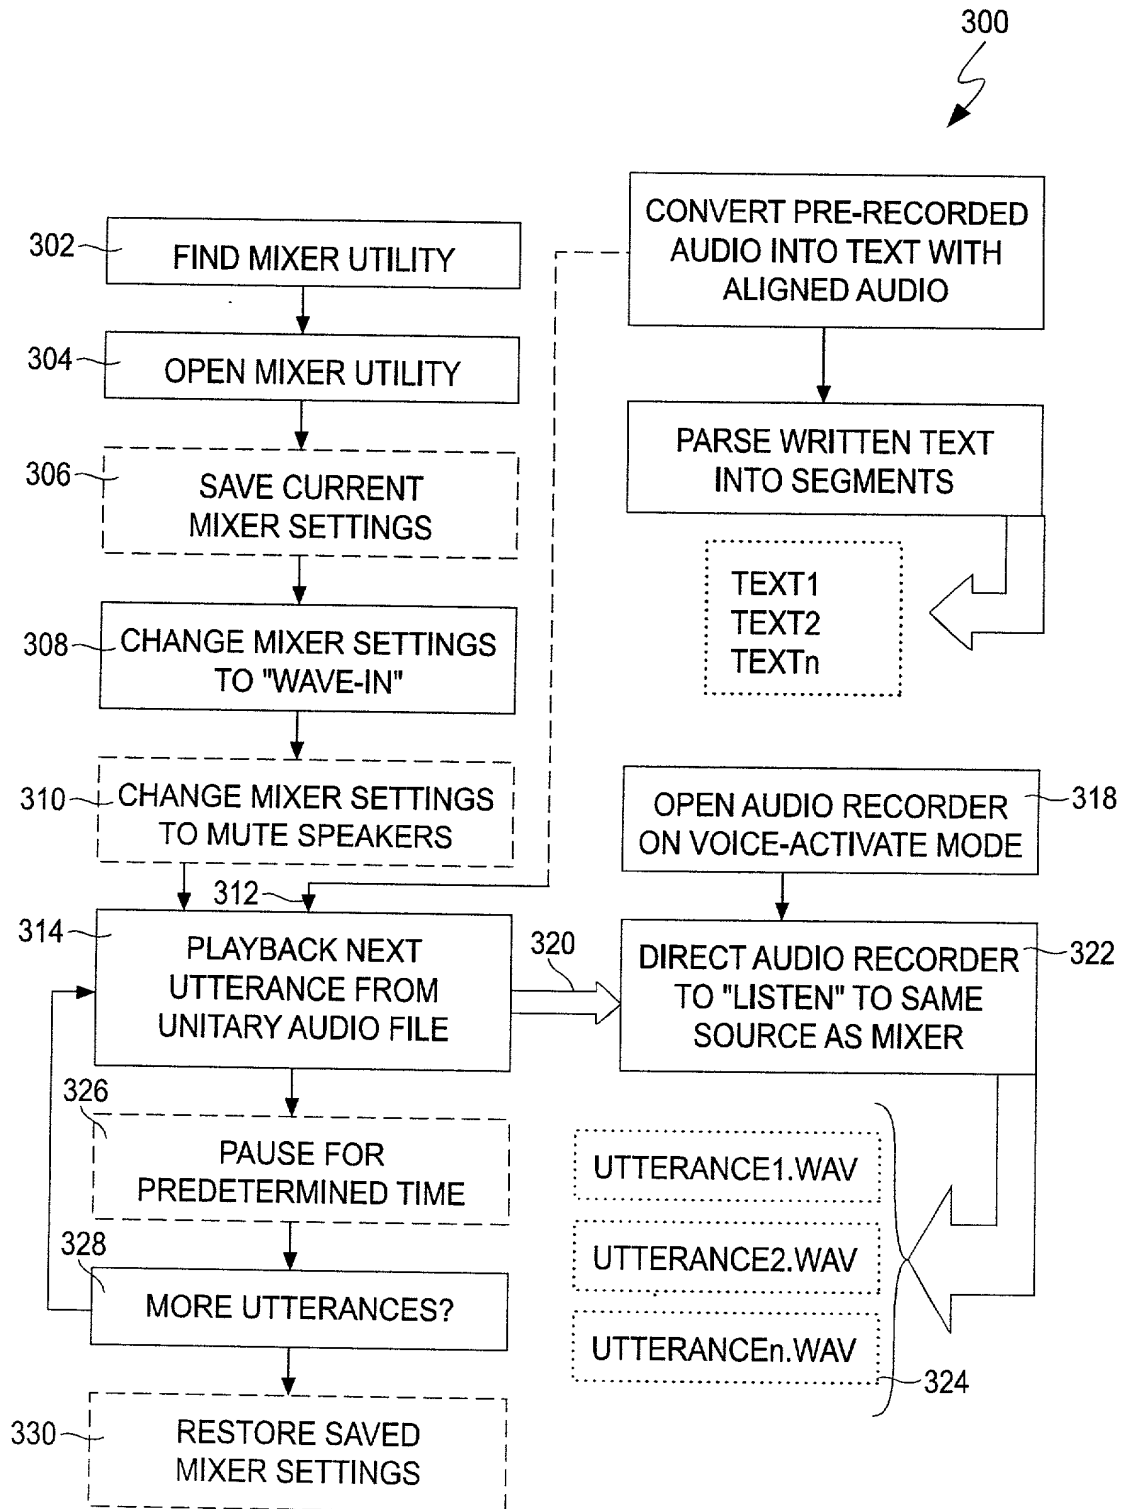 300
302
FIND MIXER UTILITY
304
OPEN MIXER UTILITY
306
SAVE CURRENT
MIXER SETTINGS
308
CHANGE MIXER SETTINGS
TO "WAVE-IN"
310
CHANGE MIXER SETTINGS
TO MUTE SPEAKERS
312
314
PLAYBACK NEXT
UTTERANCE FROM
UNITARY AUDIO FILE
320
326
PAUSE FOR
PREDETERMINED TIME
328
MORE UTTERANCES?
330
RESTORE SAVED
MIXER SETTINGS
CONVERT PRE-RECORDED
AUDIO INTO TEXT WITH
ALIGNED AUDIO
PARSE WRITTEN TEXT
INTO SEGMENTS
TEXT1
TEXT2
TEXTn
OPEN AUDIO RECORDER
ON VOICE-ACTIVATE MODE
318
DIRECT AUDIO RECORDER
TO "LISTEN" TO SAME
SOURCE AS MIXER
322
UTTERANCE1.WAV
UTTERANCE2.WAV
UTTERANCEn.WAV
324